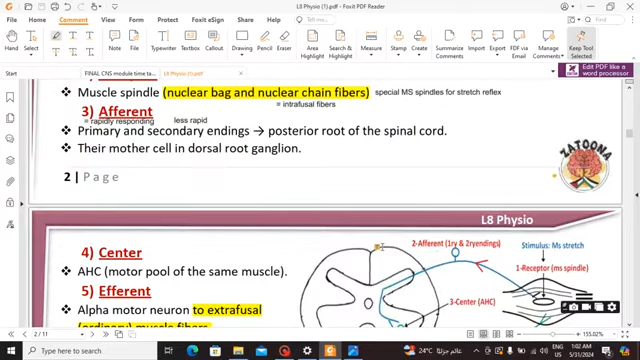 L8 Physio.pdf - Foxit PDF Reader
File
Home
Comment
View
Form
Protect
Foxit eSign
Share
Help
Hand
Select
Note
File
Typewriter
Textbox
Callout
Drawing
Pencil
Eraser
Area Highlight
Search & Highlight
Stamp
Summarize Comments
Import
Export
FDF via Email
Manage Comments
Keep Tool Selected
Start
FINAL CNS module time ta...
L8 Physio.pdf
Edit PDF like a word processor
Muscle spindle (nuclear bag and nuclear chain fibers) special MS spindles for stretch reflex
= intrafusal fibers
3) Afferent
= rapidly responding less rapid
Primary and secondary endings → posterior root of the spinal cord.
Their mother cell in dorsal root ganglion.
2 | Page
ZATOONA
L8 Physio
4) Center
AHC (motor pool of the same muscle).
5) Efferent
Alpha motor neuron to extrafusal
(ordinary) muscle fibers
2-Afferent (1ry & 2ryendings)
Stimulus: Ms stretch
1-Receptor (ms spindle)
3-Center (AHC)
2 / 11
155.02%
Type here to search
24°C
ENG
1:02 AM
5/31/2024